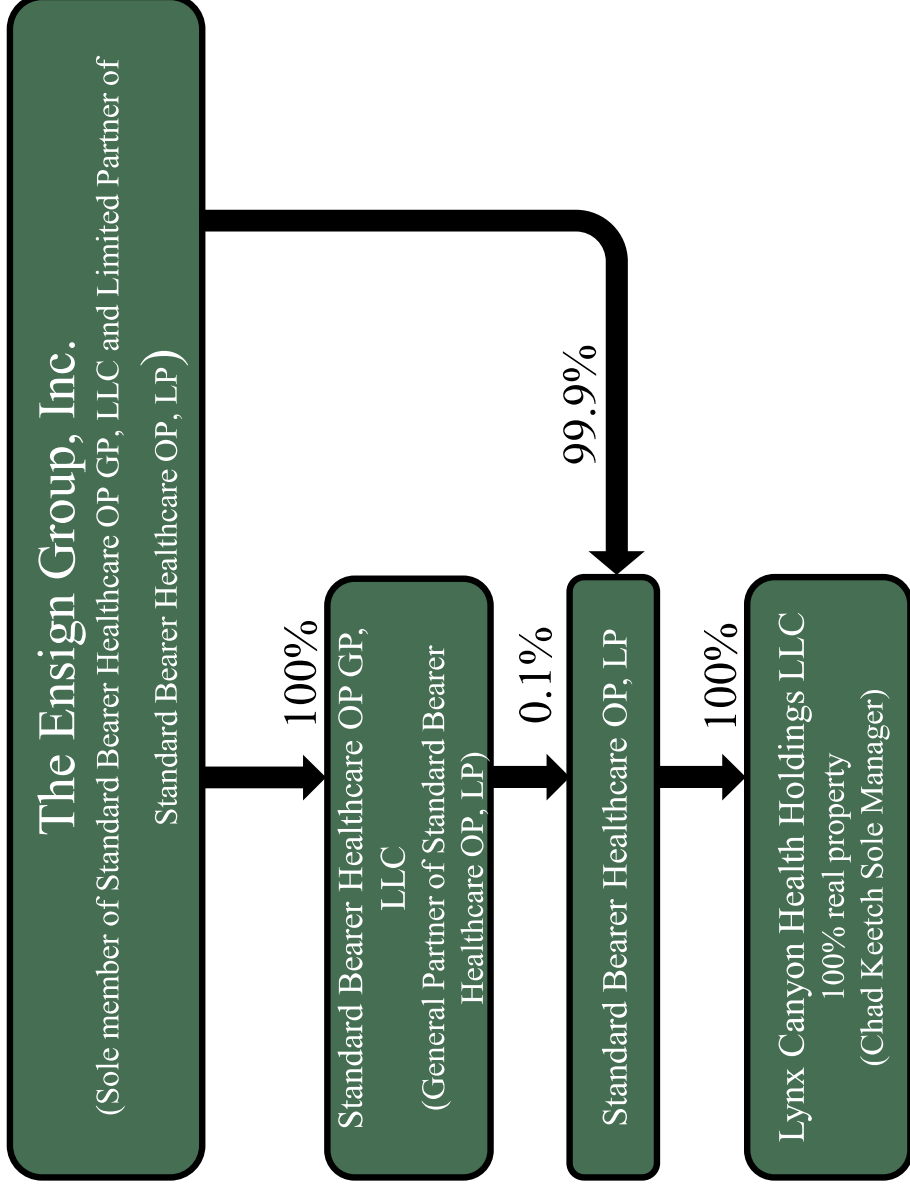 The Ensign Group, Inc.
(Sole member of Standard Bearer Healthcare OP GP, LLC and Limited Partner of
Standard Bearer Healthcare OP, LP)
100%
Standard Bearer Healthcare OP GP,
LLC
(General Partner of Standard Bearer
Healthcare OP, LP)
0.1%
99.9%
Standard Bearer Healthcare OP, LP
100%
Lynx Canyon Health Holdings LLC
100% real property
(Chad Keetch Sole Manager)